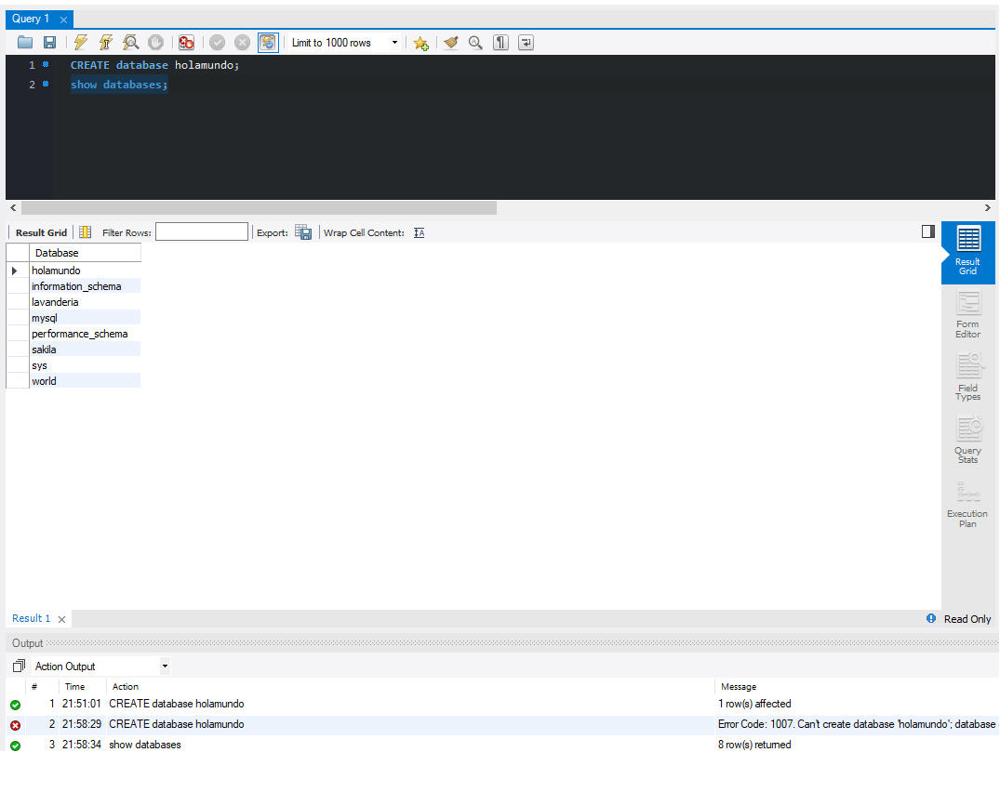 Query 1
Limit to 1000 rows
1 CREATE database holamundo;
2 show databases;
Result Grid Filter Rows: Export: Wrap Cell Content:
Database
holamundo
information_schema
lavanderia
mysql
performance_schema
sakila
sys
world
Result
Grid
Form
Editor
Field
Types
Query
Stats
Execution
Plan
Result 1 Read Only
Output
Action Output
# Time Action Message
1 21:51:01 CREATE database holamundo 1 row(s) affected
2 21:58:29 CREATE database holamundo Error Code: 1007. Can't create database 'holamundo'; database
3 21:58:34 show databases 8 row(s) returned